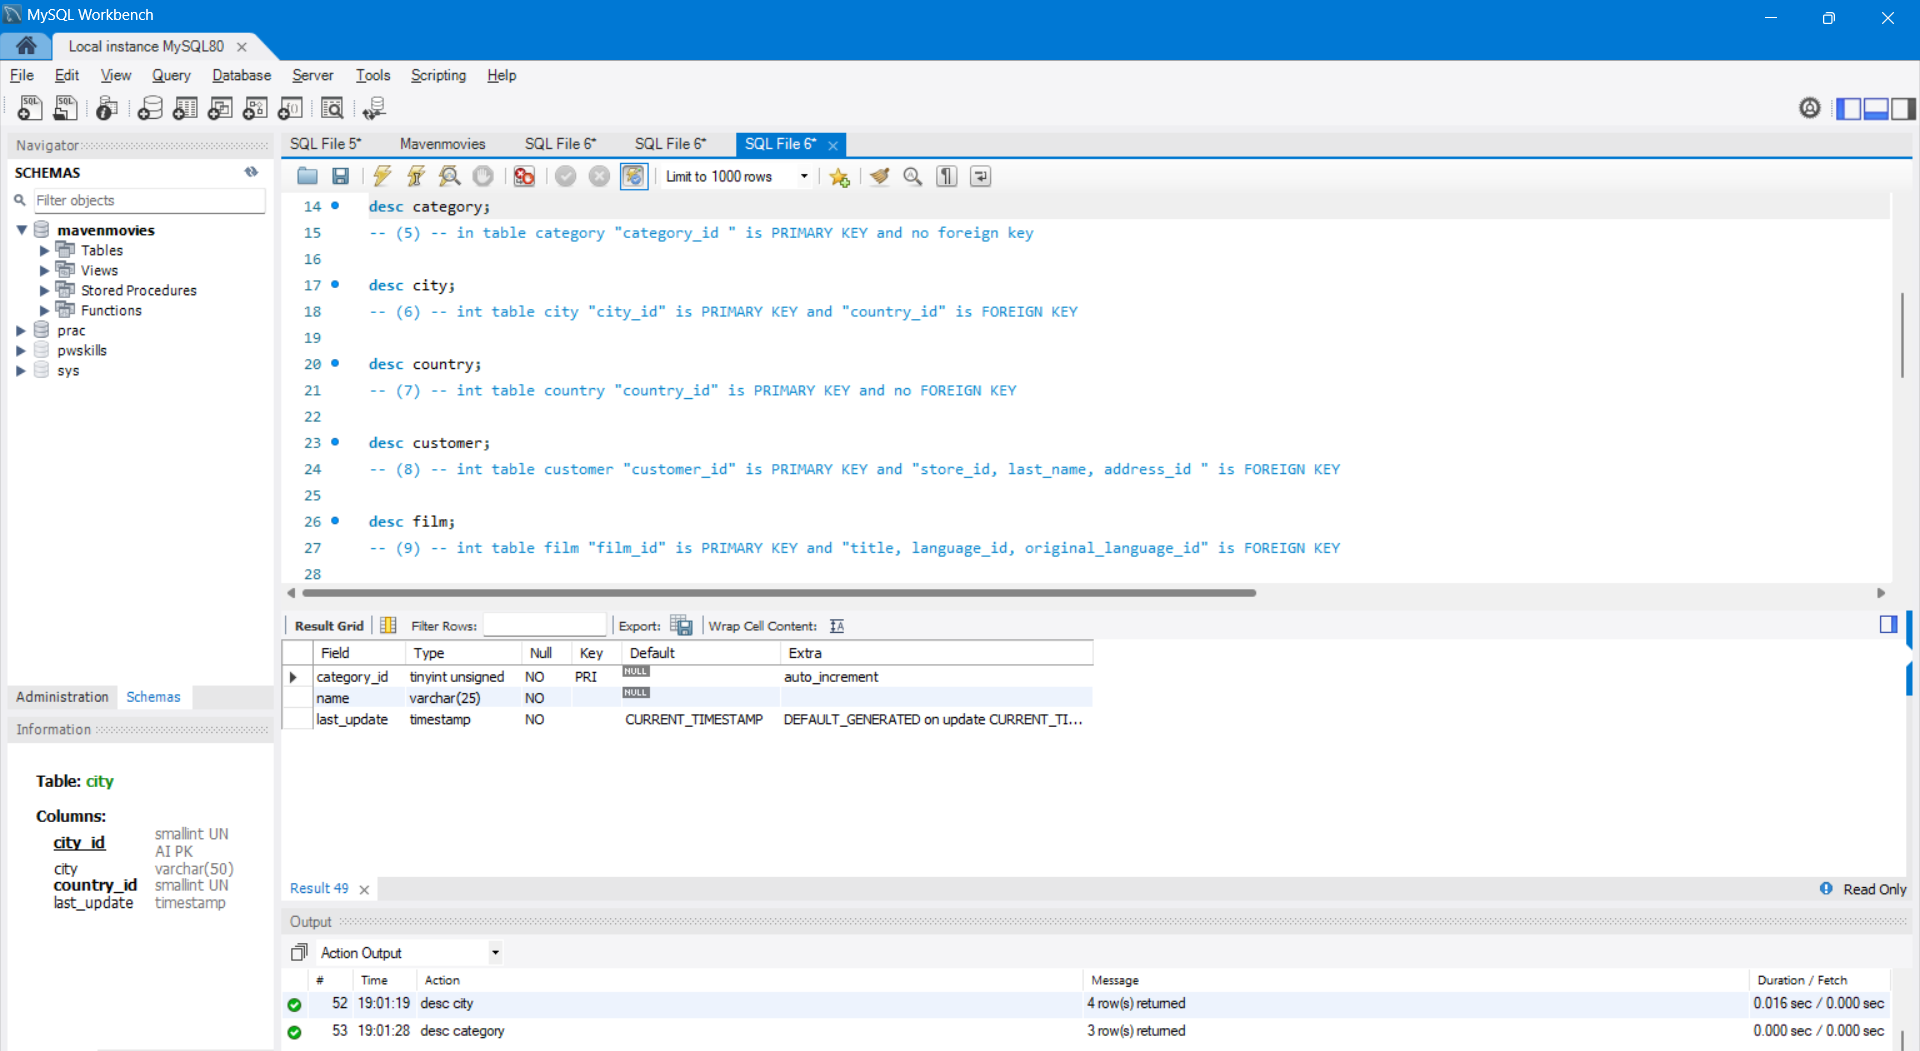 MySQL Workbench
Local instance MySQL80
File Edit View Query Database Server Tools Scripting Help
Navigator
SCHEMAS
Filter objects
mavenmovies
Tables
Views
Stored Procedures
Functions
prac
pwskills
sys
Administration Schemas
Information
Table: city
Columns:
city_id smallint UN AI PK
city varchar(50)
country_id smallint UN
last_update timestamp
SQL File 5* Mavenmovies SQL File 6* SQL File 6* SQL File 6*
Limit to 1000 rows
14 desc category;
15 -- (5) -- in table category "category_id " is PRIMARY KEY and no foreign key
16
17 desc city;
18 -- (6) -- int table city "city_id" is PRIMARY KEY and "country_id" is FOREIGN KEY
19
20 desc country;
21 -- (7) -- int table country "country_id" is PRIMARY KEY and no FOREIGN KEY
22
23 desc customer;
24 -- (8) -- int table customer "customer_id" is PRIMARY KEY and "store_id, last_name, address_id " is FOREIGN KEY
25
26 desc film;
27 -- (9) -- int table film "film_id" is PRIMARY KEY and "title, language_id, original_language_id" is FOREIGN KEY
28
Result Grid Filter Rows: Export: Wrap Cell Content:
Field Type Null Key Default Extra
category_id tinyint unsigned NO PRI NULL auto_increment
name varchar(25) NO NULL
last_update timestamp NO CURRENT_TIMESTAMP DEFAULT_GENERATED on update CURRENT_TI...
Result 49 Read Only
Output
Action Output
# Time Action Message Duration / Fetch
52 19:01:19 desc city 4 row(s) returned 0.016 sec / 0.000 sec
53 19:01:28 desc category 3 row(s) returned 0.000 sec / 0.000 sec